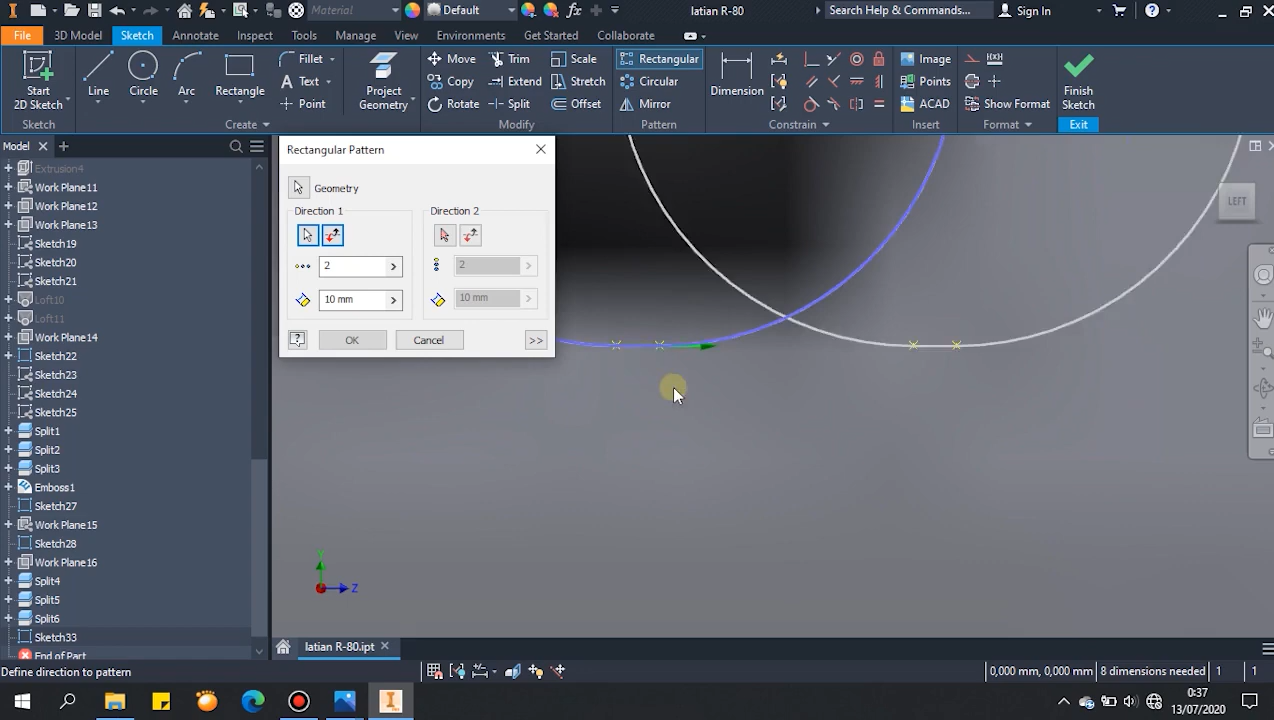 Material
Default
fx
latian R-80
Search Help & Commands...
Sign In
File
3D Model
Sketch
Annotate
Inspect
Tools
Manage
View
Environments
Get Started
Collaborate
Start
2D Sketch
Line
Circle
Arc
Rectangle
Fillet
Text
Point
Project
Geometry
Move
Copy
Rotate
Trim
Extend
Split
Scale
Stretch
Offset
Rectangular
Circular
Mirror
Dimension
Image
Points
ACAD
Show Format
Finish
Sketch
Sketch
Create
Modify
Pattern
Constrain
Insert
Format
Exit
Model
Extrusion4
Work Plane11
Work Plane12
Work Plane13
Sketch19
Sketch20
Sketch21
Loft10
Loft11
Work Plane14
Sketch22
Sketch23
Sketch24
Sketch25
Split1
Split2
Split3
Emboss1
Sketch27
Work Plane15
Sketch28
Work Plane16
Split4
Split5
Split6
Sketch33
End of Part
Rectangular Pattern
Geometry
Direction 1
Direction 2
2
2
10 mm
10 mm
OK
Cancel
>>
LEFT
Y
Z
latian R-80.ipt
Define direction to pattern
0,000 mm, 0,000 mm
8 dimensions needed
1
1
0:37
13/07/2020